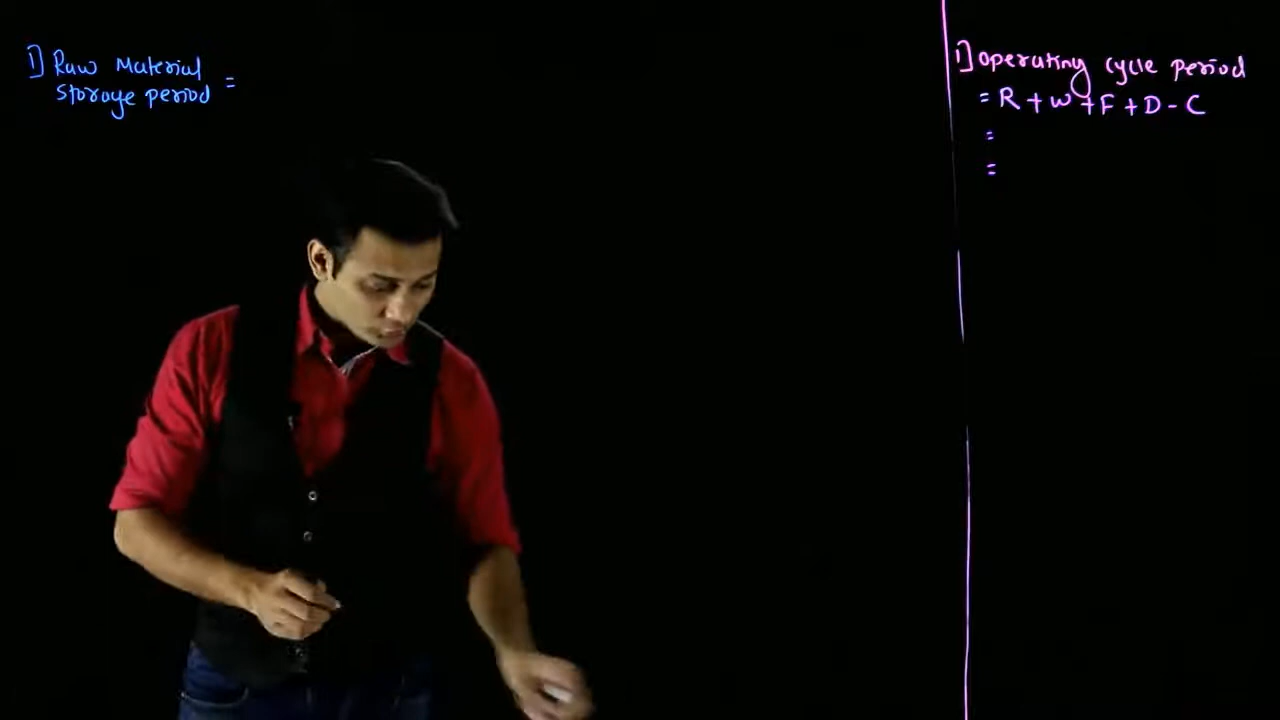 1] Raw Material
storage period =
1] operating cycle period
= R + W + F + D - C
=
=